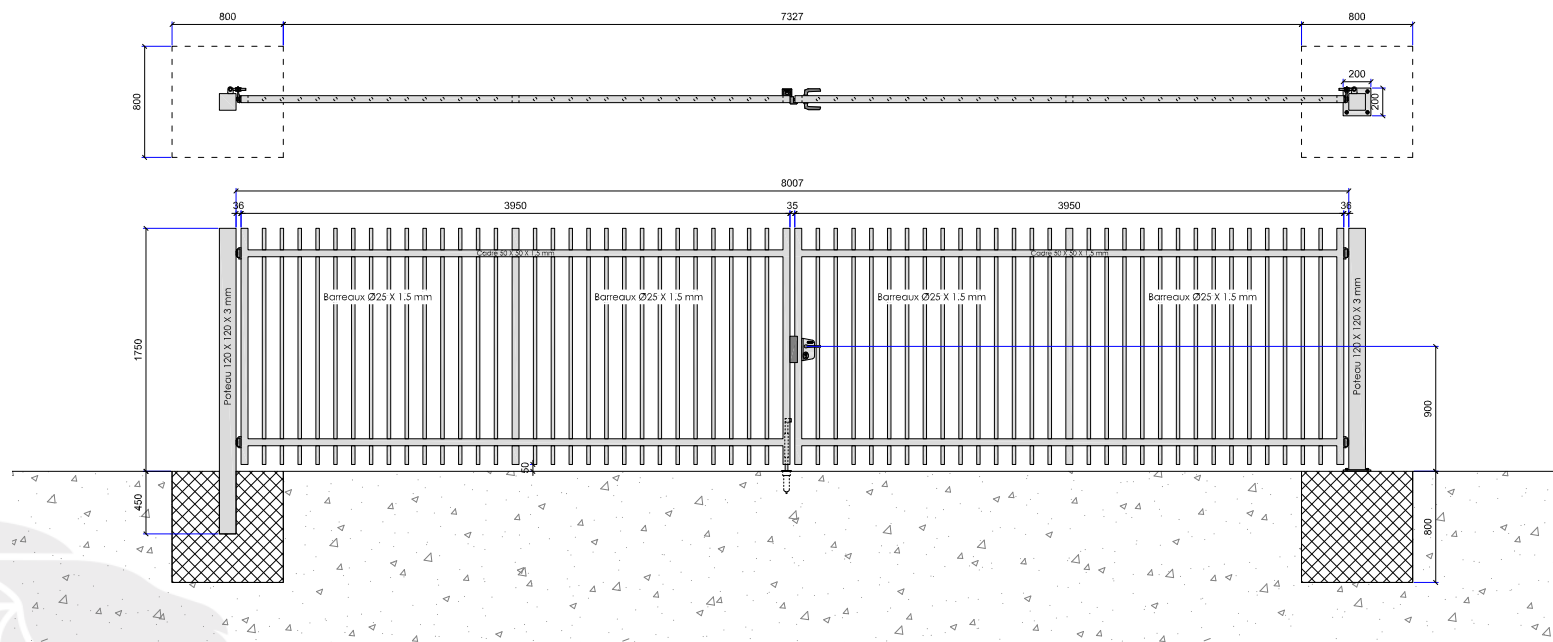 800
7327
800
800
200
200
8007
36
3950
35
3950
36
Cadre 50 X 50 X 1.5 mm
Cadre 50 X 50 X 1.5 mm
Barreaux Ø25 X 1.5 mm
Barreaux Ø25 X 1.5 mm
Barreaux Ø25 X 1.5 mm
Barreaux Ø25 X 1.5 mm
Poteau 120 X 120 X 3 mm
Poteau 120 X 120 X 3 mm
1750
900
50
450
800